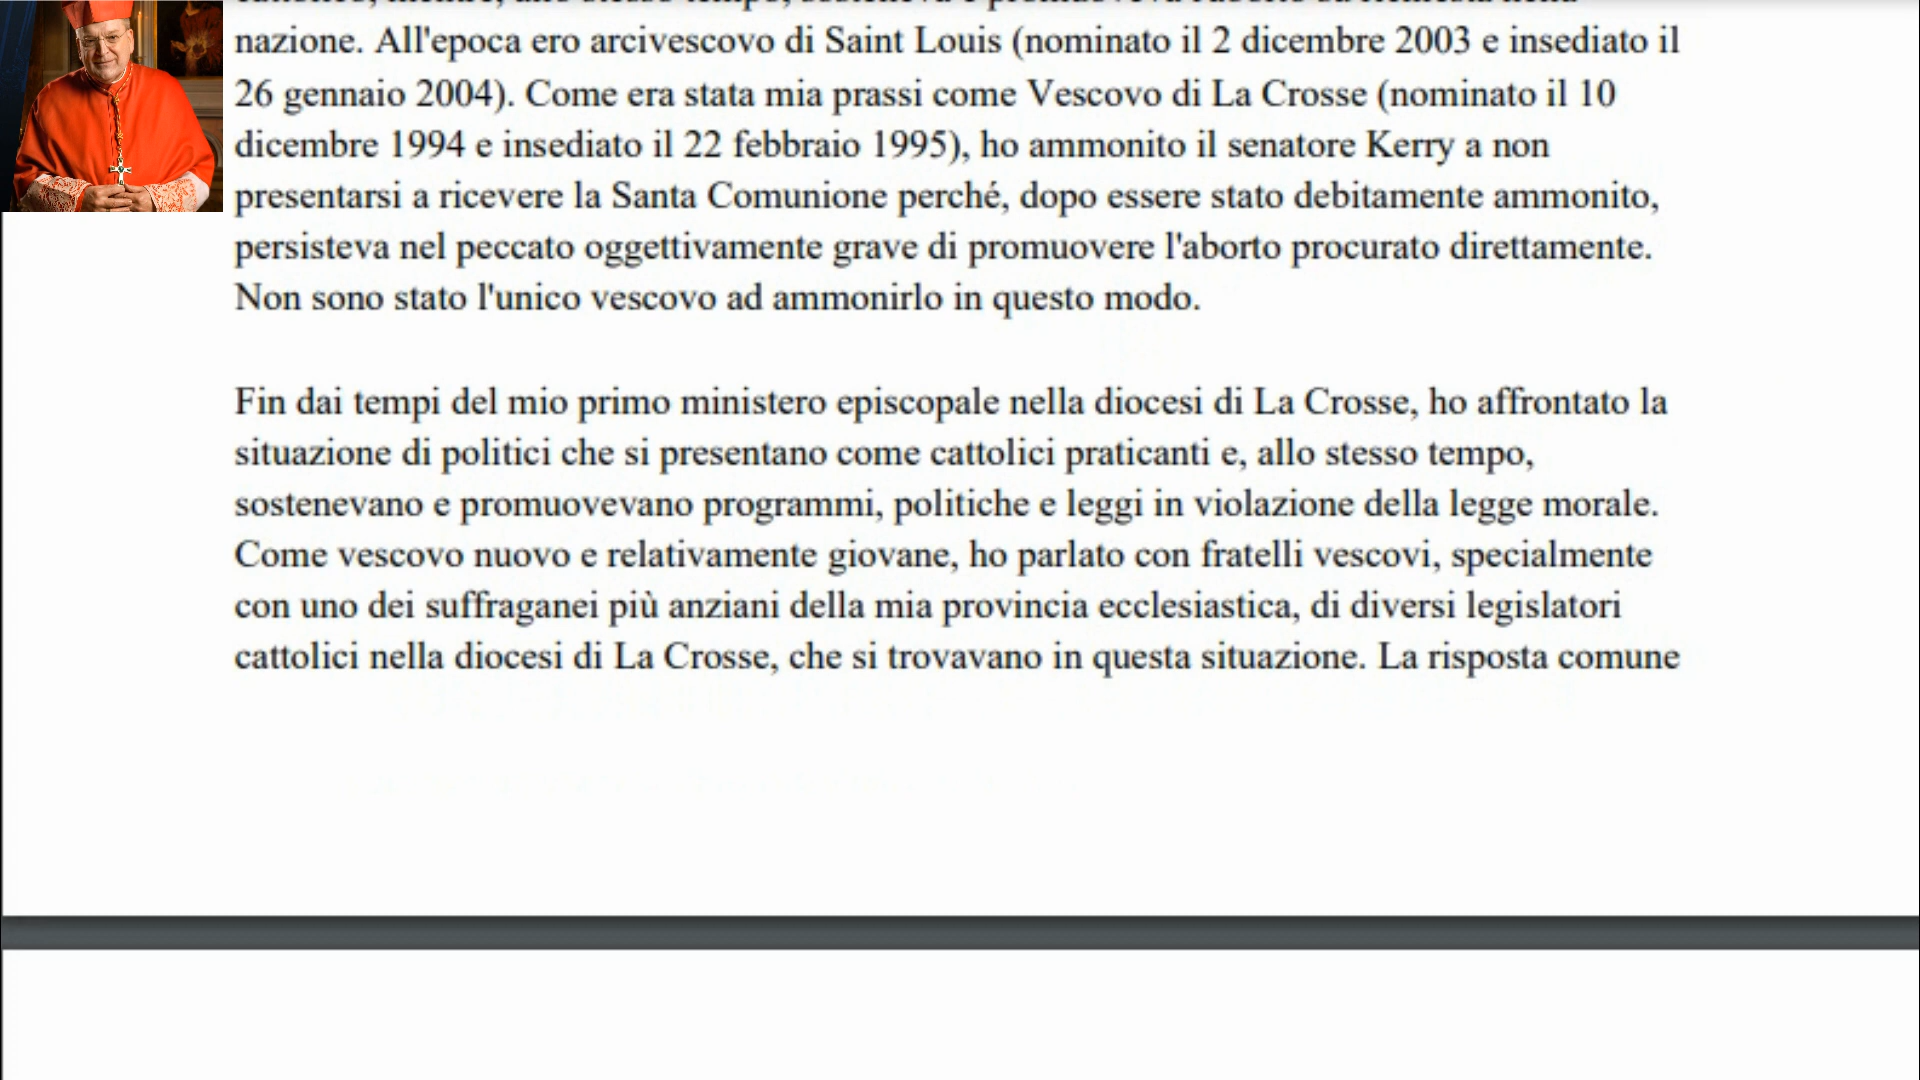 nazione. All'epoca ero arcivescovo di Saint Louis (nominato il 2 dicembre 2003 e insediato il
26 gennaio 2004). Come era stata mia prassi come Vescovo di La Crosse (nominato il 10
dicembre 1994 e insediato il 22 febbraio 1995), ho ammonito il senatore Kerry a non
presentarsi a ricevere la Santa Comunione perché, dopo essere stato debitamente ammonito,
persisteva nel peccato oggettivamente grave di promuovere l'aborto procurato direttamente.
Non sono stato l'unico vescovo ad ammonirlo in questo modo.
Fin dai tempi del mio primo ministero episcopale nella diocesi di La Crosse, ho affrontato la
situazione di politici che si presentano come cattolici praticanti e, allo stesso tempo,
sostenevano e promuovevano programmi, politiche e leggi in violazione della legge morale.
Come vescovo nuovo e relativamente giovane, ho parlato con fratelli vescovi, specialmente
con uno dei suffraganei più anziani della mia provincia ecclesiastica, di diversi legislatori
cattolici nella diocesi di La Crosse, che si trovavano in questa situazione. La risposta comune